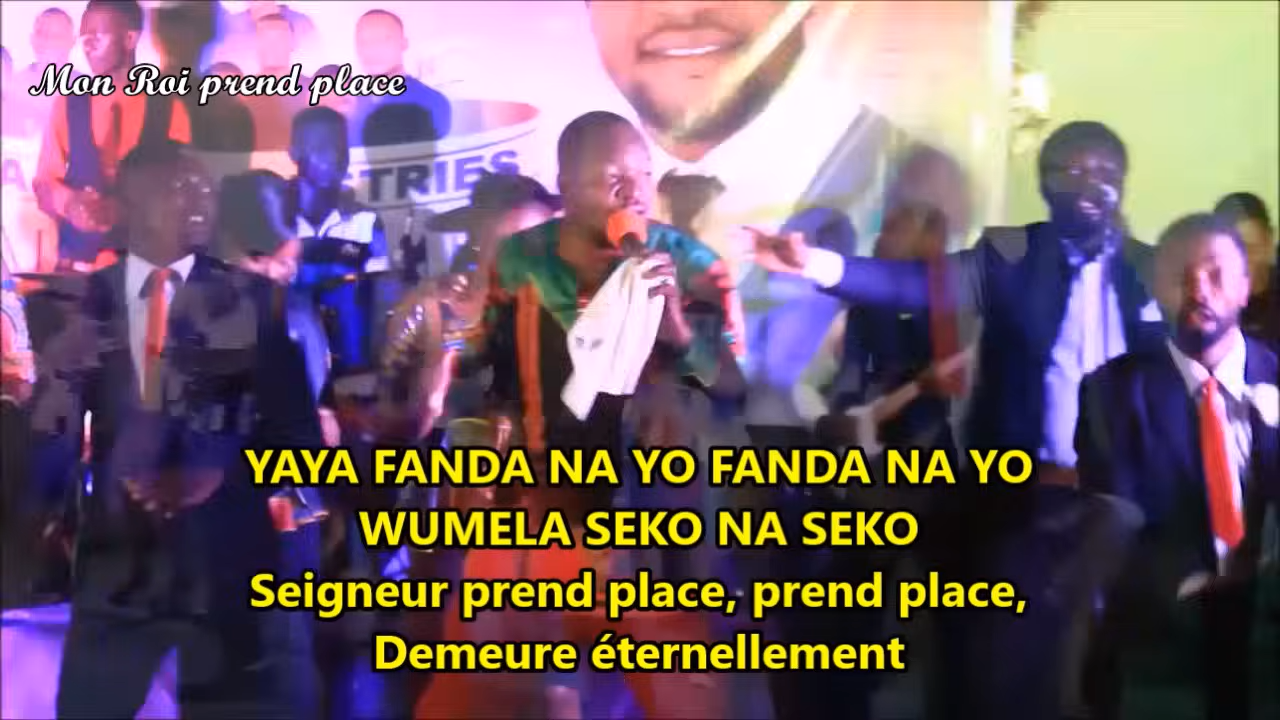 Mon Roi prend place
TRIES
YAYA FANDA NA YO FANDA NA YO
WUMELA SEKO NA SEKO
Seigneur prend place, prend place,
Demeure éternellement